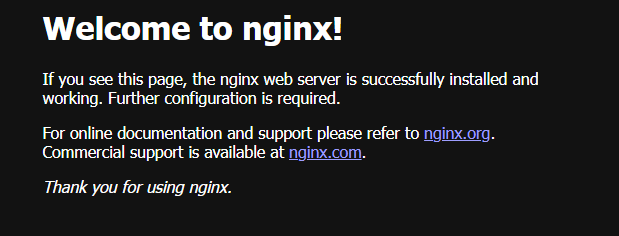 Welcome to nginx!
If you see this page, the nginx web server is successfully installed and
working. Further configuration is required.
For online documentation and support please refer to nginx.org.
Commercial support is available at nginx.com.
Thank you for using nginx.